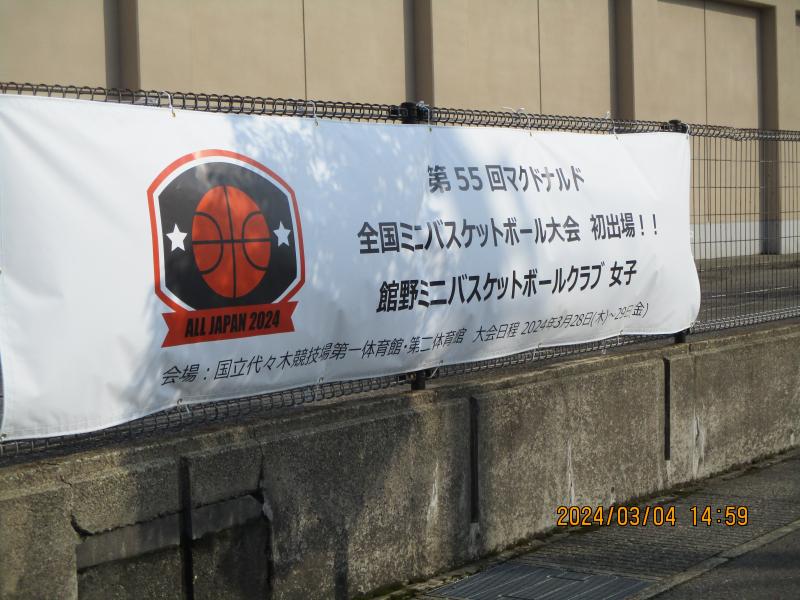 ALL JAPAN 2024
第55回マクドナルド
全国ミニバスケットボール大会 初出場！！
館野ミニバスケットボールクラブ 女子
会場：国立代々木競技場第一体育館・第二体育館 大会日程 2024年3月28日(木)~29日(金)
2024/03/04 14:59